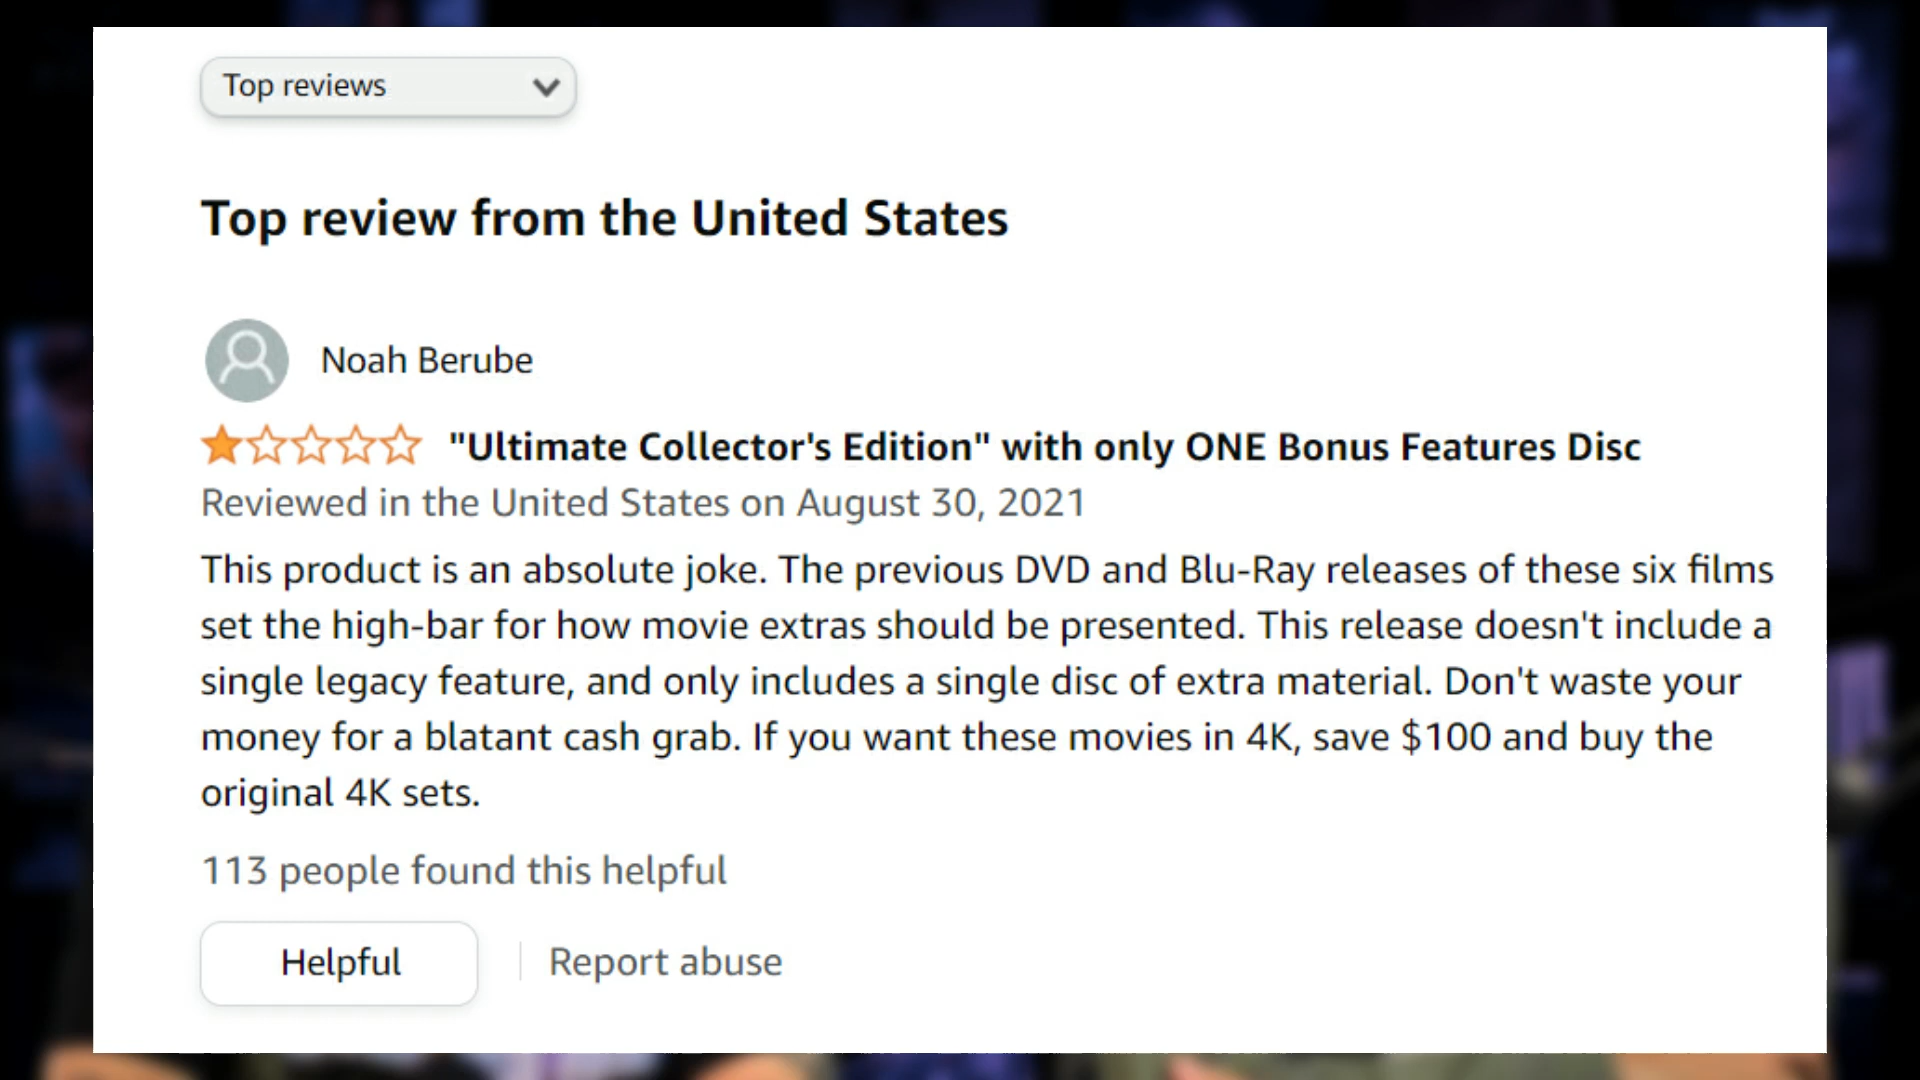 Top reviews
Top review from the United States
Noah Berube
"Ultimate Collector's Edition" with only ONE Bonus Features Disc
Reviewed in the United States on August 30, 2021
This product is an absolute joke. The previous DVD and Blu-Ray releases of these six films
set the high-bar for how movie extras should be presented. This release doesn't include a
single legacy feature, and only includes a single disc of extra material. Don't waste your
money for a blatant cash grab. If you want these movies in 4K, save $100 and buy the
original 4K sets.
113 people found this helpful
Helpful
Report abuse